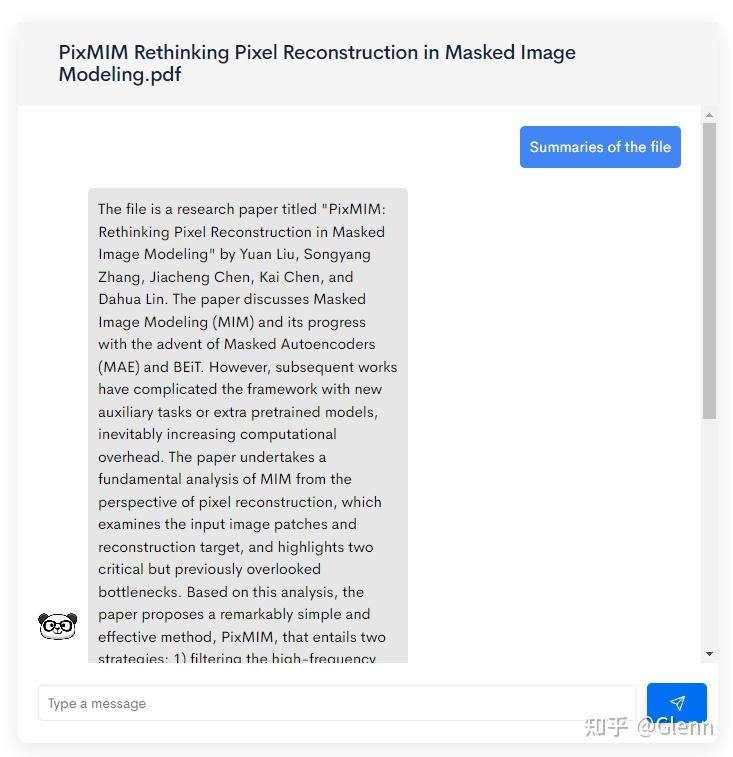 PixMIM Rethinking Pixel Reconstruction in Masked Image
Modeling.pdf
Summaries of the file
The file is a research paper titled "PixMIM:
Rethinking Pixel Reconstruction in Masked
Image Modeling" by Yuan Liu, Songyang
Zhang, Jiacheng Chen, Kai Chen, and
Dahua Lin. The paper discusses Masked
Image Modeling (MIM) and its progress
with the advent of Masked Autoencoders
(MAE) and BEiT. However, subsequent works
have complicated the framework with new
auxiliary tasks or extra pretrained models,
inevitably increasing computational
overhead. The paper undertakes a
fundamental analysis of MIM from the
perspective of pixel reconstruction, which
examines the input image patches and
reconstruction target, and highlights two
critical but previously overlooked
bottlenecks. Based on this analysis, the
paper proposes a remarkably simple and
effective method, PixMIM, that entails two
strategies: 1) filtering the high-frequency
Type a message
知乎 @Glenn